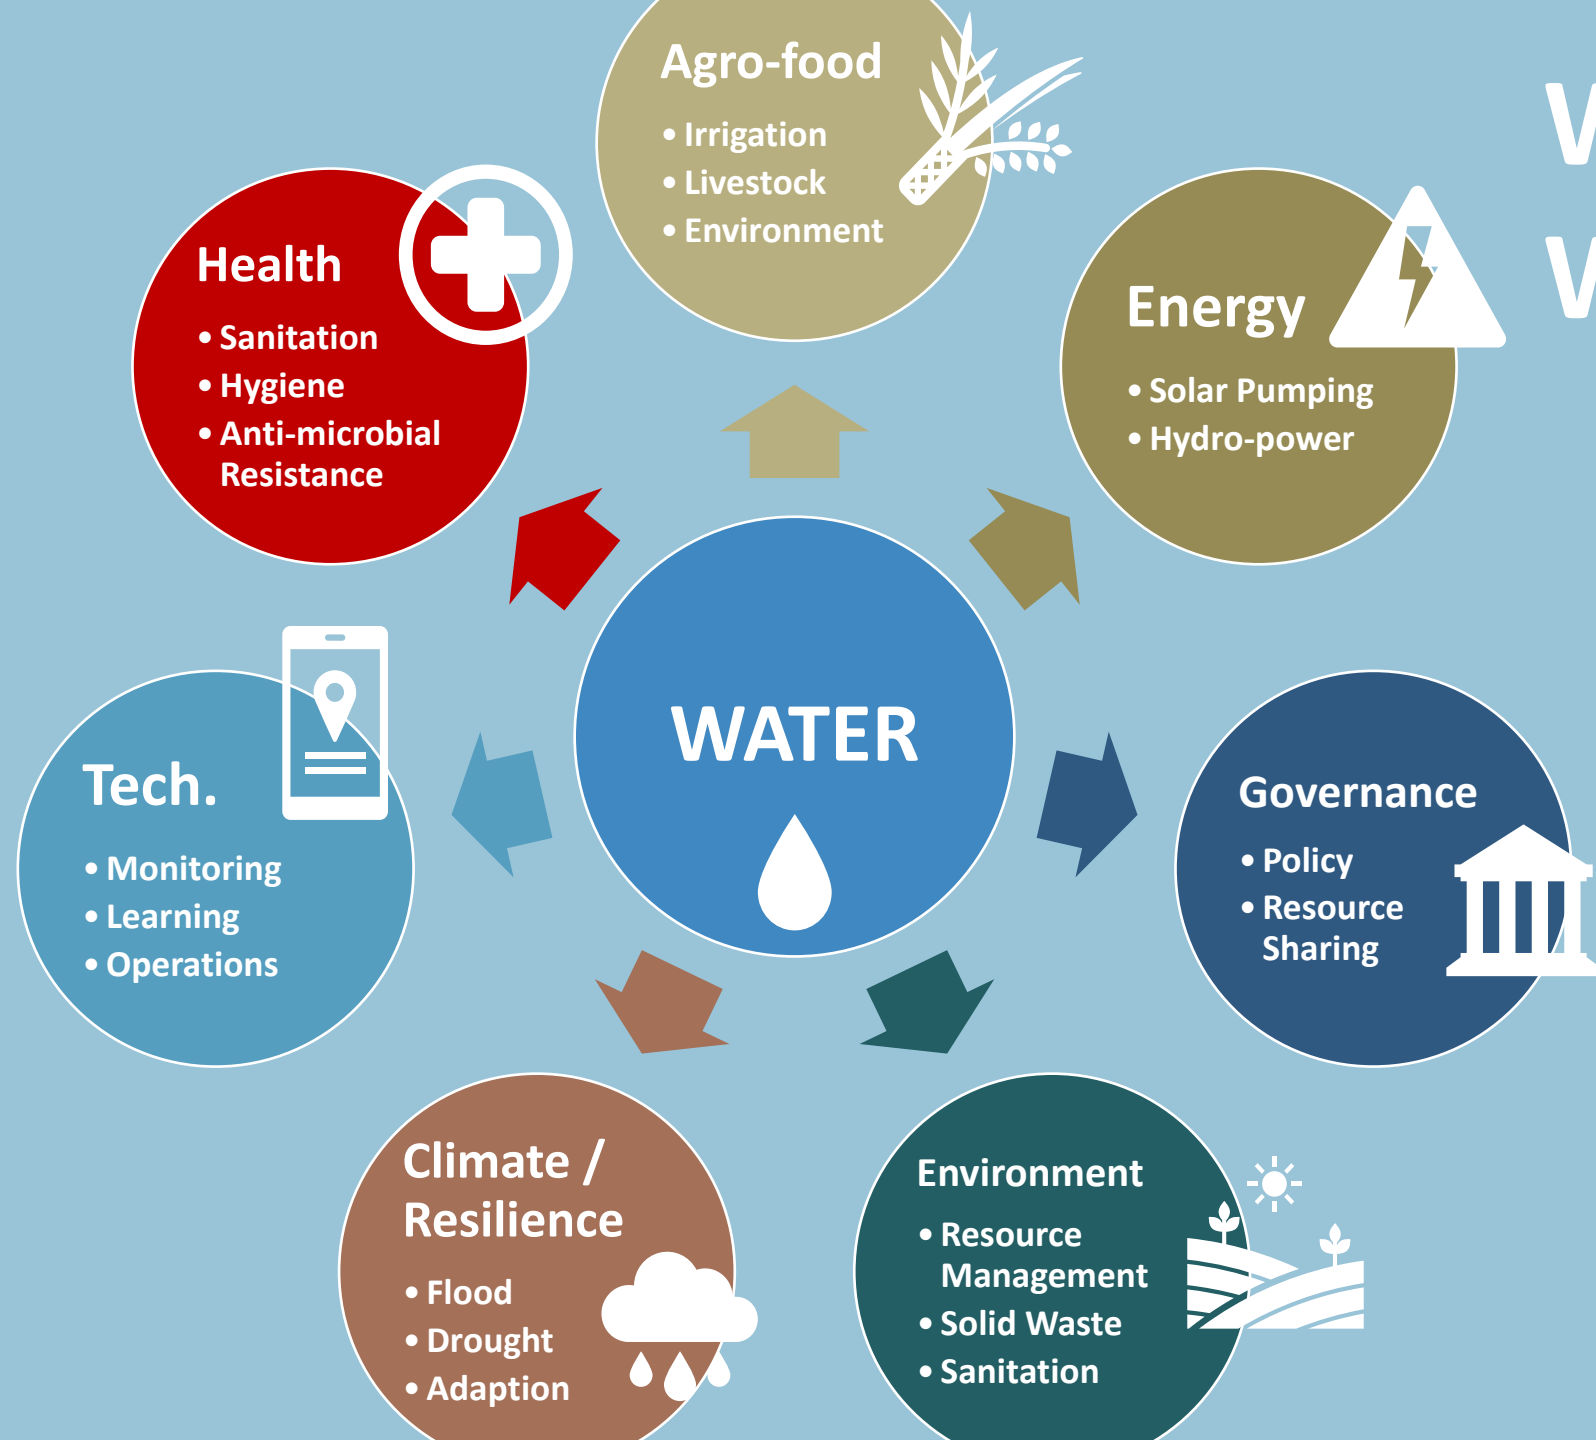 Agro-food
• Irrigation
• Livestock
• Environment
Health
• Sanitation
• Hygiene
• Anti-microbial
Resistance
Energy
• Solar Pumping
• Hydro-power
WATER
Tech.
• Monitoring
• Learning
• Operations
Governance
• Policy
• Resource
Sharing
Climate /
Resilience
• Flood
• Drought
• Adaption
Environment
• Resource
Management
• Solid Waste
• Sanitation